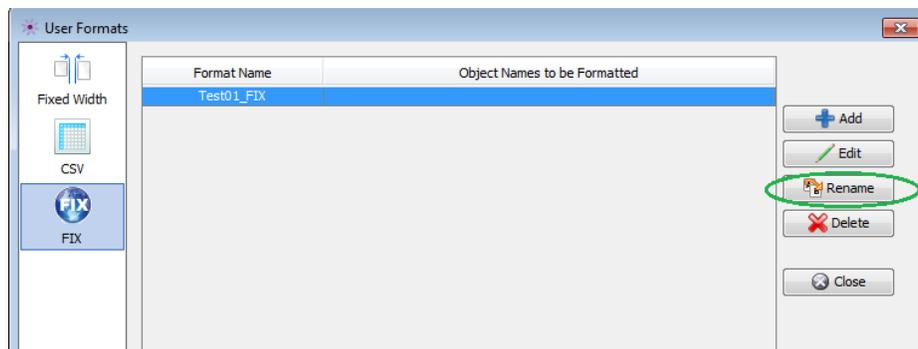 User Formats
Fixed Width
CSV
FIX
FIX
Format Name Object Names to be Formatted
Test01_FIX
Add
Edit
A B Rename
Delete
Close